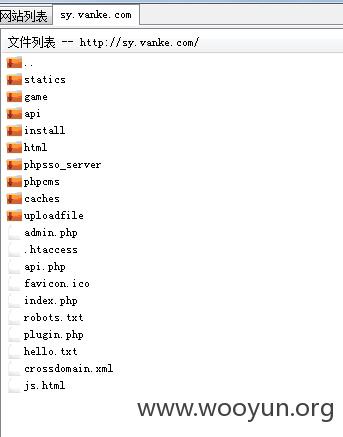 网站列表 sy.vanke.com
文件列表 -- http://sy.vanke.com/
..
statics
game
api
install
html
phpsso_server
phpcms
caches
uploadfile
admin.php
.htaccess
api.php
favicon.ico
index.php
robots.txt
plugin.php
hello.txt
crossdomain.xml
js.html
www.wooyun.org